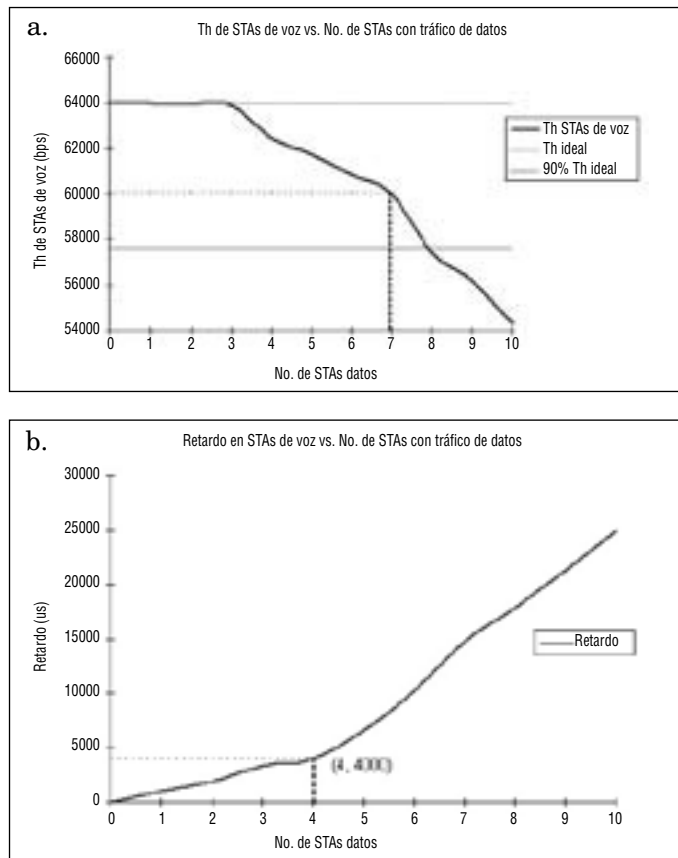 a.
Th de STAs de voz vs. No. de STAs con tráfico de datos
Th de STAs de voz (bps)
66000
64000
62000
60000
58000
56000
54000
0 1 2 3 4 5 6 7 8 9 10
No. de STAs datos
Th STAs de voz
Th ideal
90% Th ideal
b.
Retardo en STAs de voz vs. No. de STAs con tráfico de datos
Retardo (us)
30000
25000
20000
15000
10000
5000
0
(4, 4000)
0 1 2 3 4 5 6 7 8 9 10
No. de STAs datos
Retardo